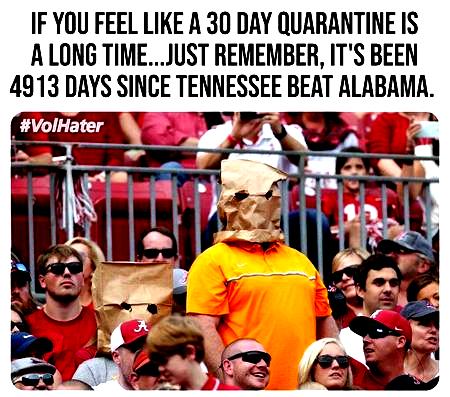 IF YOU FEEL LIKE A 30 DAY QUARANTINE IS
A LONG TIME...JUST REMEMBER, IT'S BEEN
4913 DAYS SINCE TENNESSEE BEAT ALABAMA.
#VolHater
A